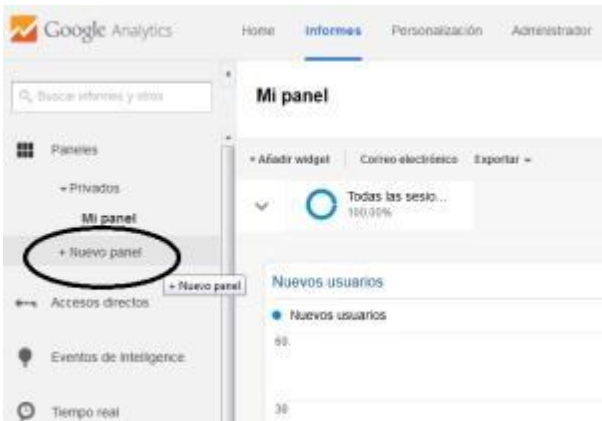 Google Analytics
Home Informes Personalización Administrador
Buscar informes y otros
Mi panel
Paneles
+ Añadir widget Correo electrónico Exportar
Privados
Todas las sesio...
100,00%
Mi panel
+ Nuevo panel
+ Nuevo panel
Nuevos usuarios
Accesos directos
Nuevos usuarios
60
Eventos de Intelligence
30
Tiempo real